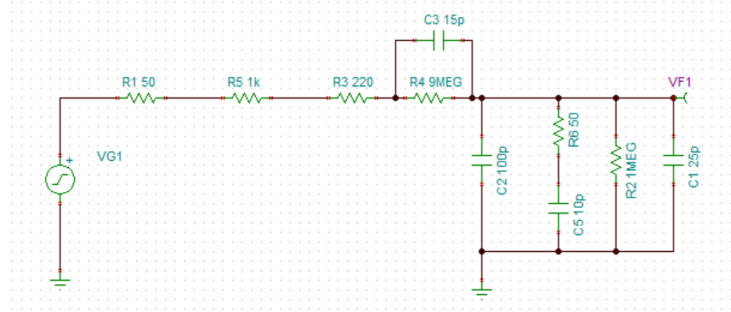 C3 15p
R1 50
R5 1k
R3 220
R4 9MEG
VF1
VG1
+
C2 100p
R6 50
C5 10p
R2 1MEG
C1 25p